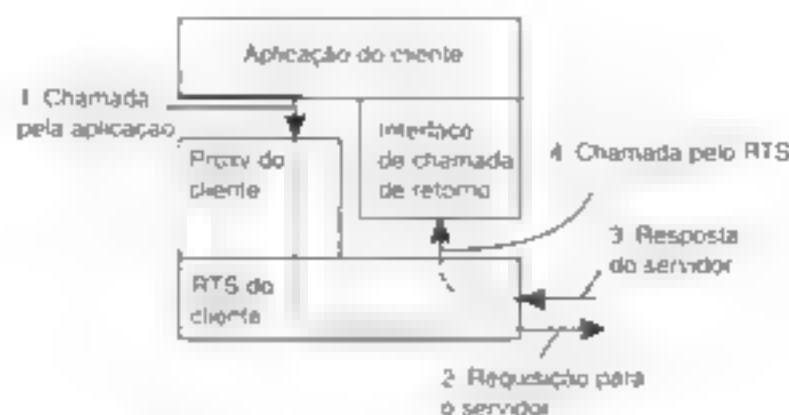 Aplicação do cliente
1 Chamada
pela aplicação
Proxy do
cliente
Interface
de chamada
de retorno
4 Chamada pelo RTS
3 Resposta
do servidor
RTS do
cliente
2 Requisição para
o servidor